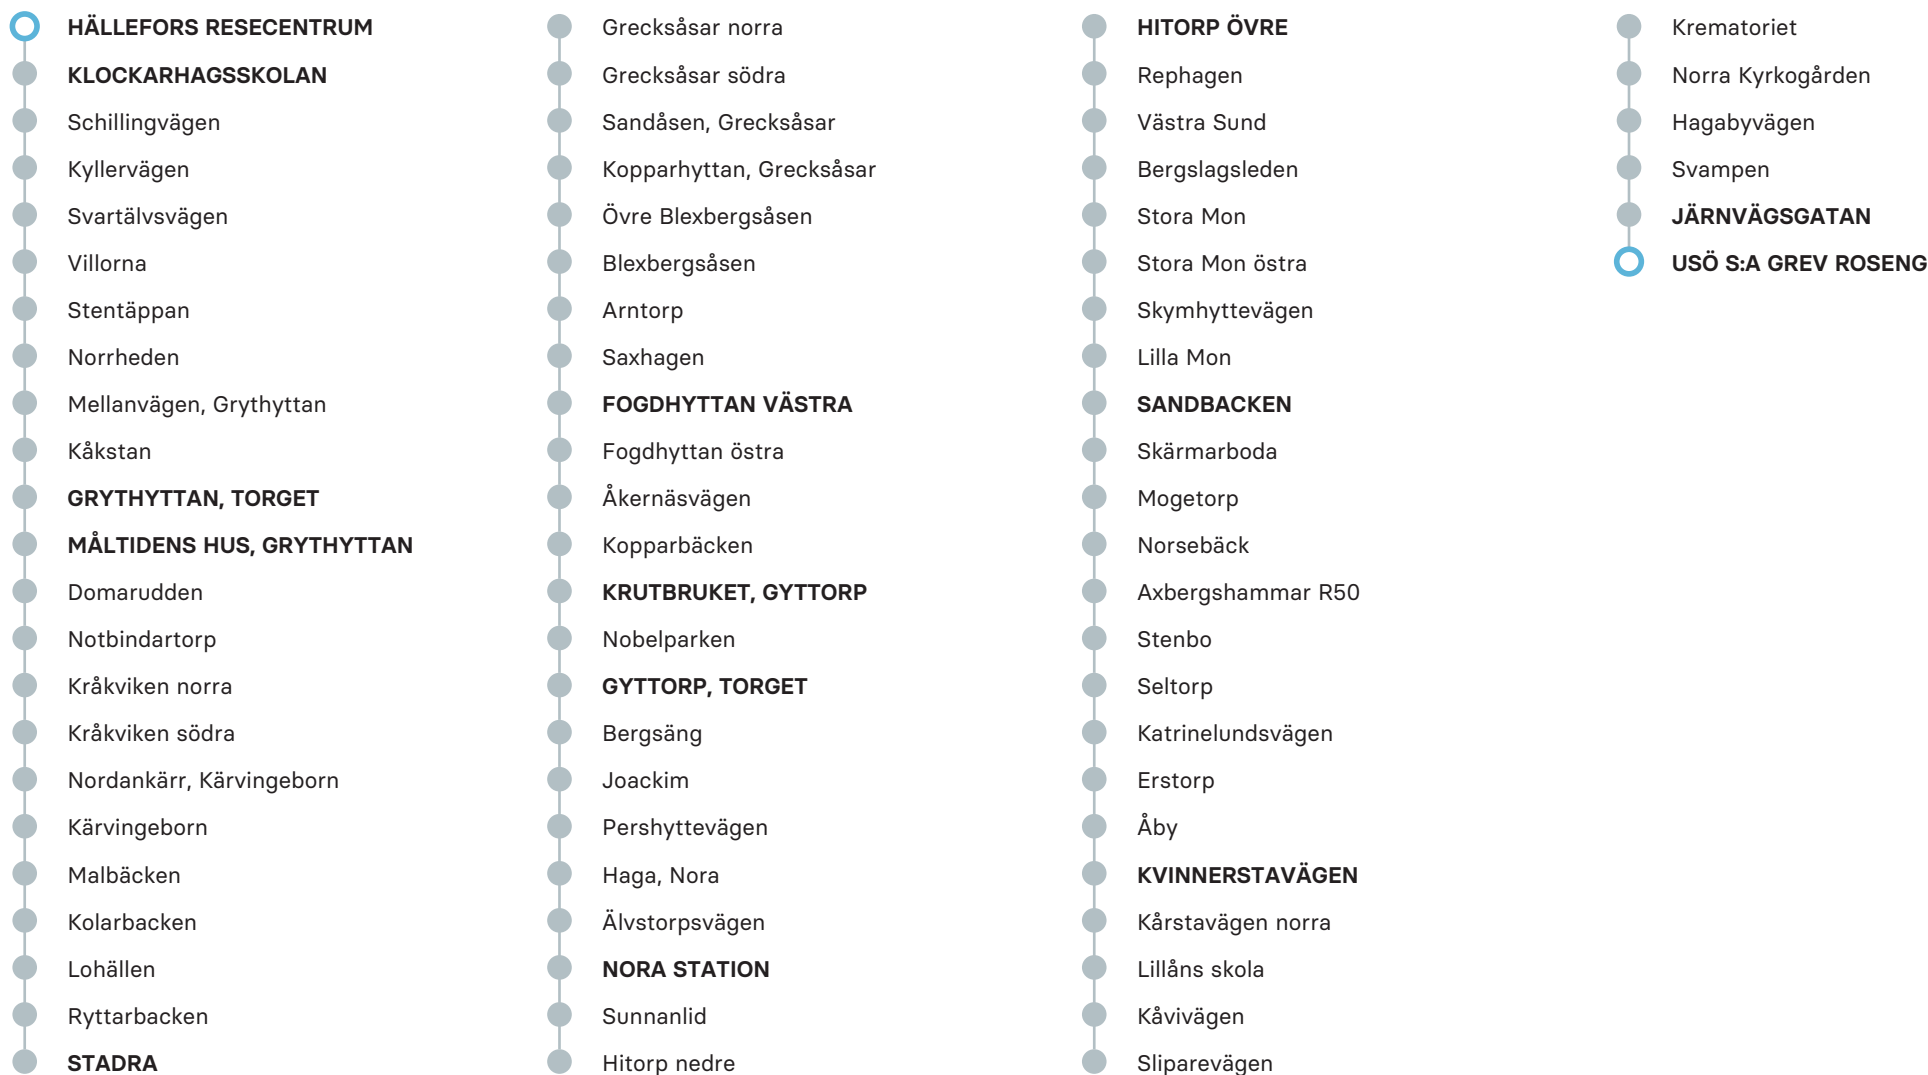 HÄLLEFORS RESECENTRUM
KLOCKARHAGSSKOLAN
Schillingvägen
Kyllervägen
Svartälvsvägen
Villorna
Stentäppan
Norrheden
Mellanvägen, Grythyttan
Kåkstan
GRYTHYTTAN, TORGET
MÅLTIDENS HUS, GRYTHYTTAN
Domarudden
Notbindartorp
Kråkviken norra
Kråkviken södra
Nordankärr, Kärvingeborn
Kärvingeborn
Malbäcken
Kolarbacken
Lohällen
Ryttarbacken
STADRA
Grecksåsar norra
Grecksåsar södra
Sandåsen, Grecksåsar
Kopparhyttan, Grecksåsar
Övre Blexbergsåsen
Blexbergsåsen
Arntorp
Saxhagen
FOGDHYTTAN VÄSTRA
Fogdhyttan östra
Åkernäsvägen
Kopparbäcken
KRUTBRUKET, GYTTORP
Nobelparken
GYTTORP, TORGET
Bergsäng
Joackim
Pershyttevägen
Haga, Nora
Älvstorpsvägen
NORA STATION
Sunnanlid
Hitorp nedre
HITORP ÖVRE
Rephagen
Västra Sund
Bergslagsleden
Stora Mon
Stora Mon östra
Skymhyttevägen
Lilla Mon
SANDBACKEN
Skärmarboda
Mogetorp
Norsebäck
Axbergshammar R50
Stenbo
Seltorp
Katrinelundsvägen
Erstorp
Åby
KVINNERSTAVÄGEN
Kårstavägen norra
Lillåns skola
Kåvivägen
Sliparevägen
Krematoriet
Norra Kyrkogården
Hagabyvägen
Svampen
JÄRNVÄGSGATAN
USÖ S:A GREV ROSENG